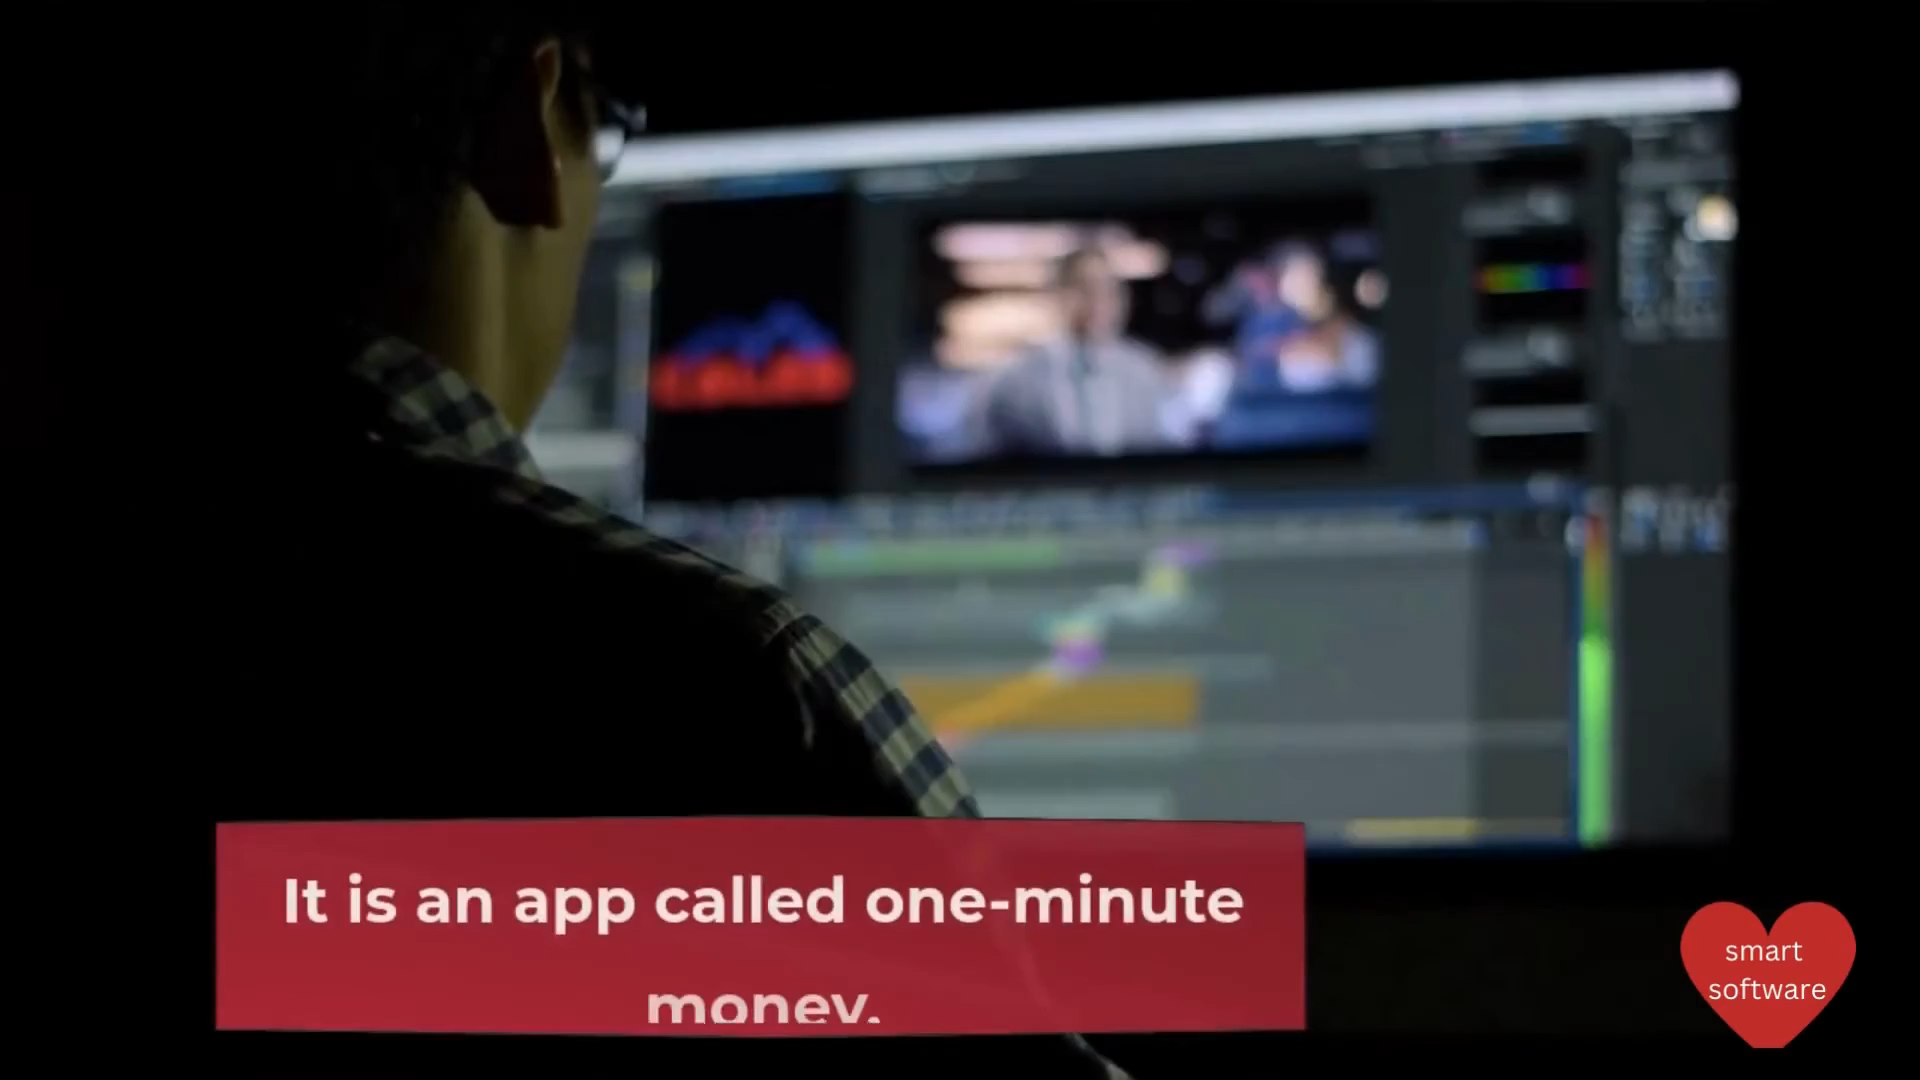 It is an app called one-minute
money.
smart
software